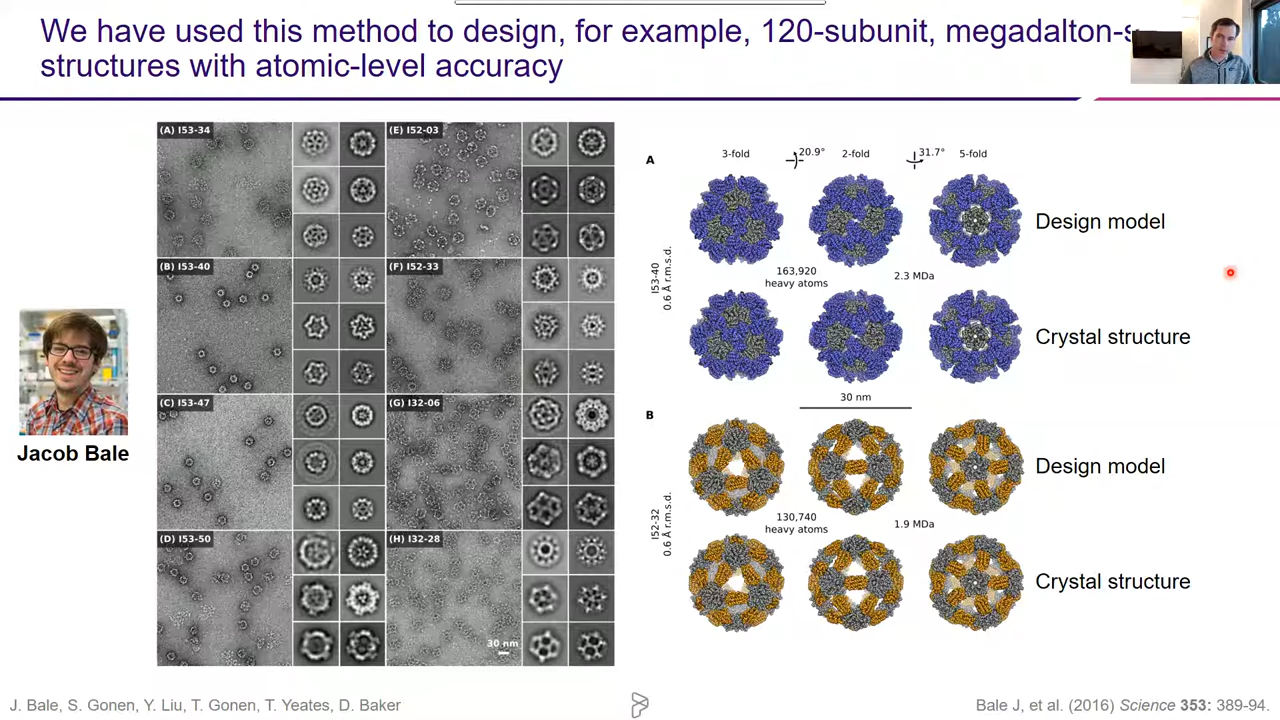 We have used this method to design, for example, 120-subunit, megadalton-s
structures with atomic-level accuracy
(A) I53-34
(E) I52-03
(B) I53-40
(F) I52-33
(C) I53-47
(G) I32-06
(D) I53-50
(H) I32-28
30 nm
Jacob Bale
A
3-fold
20.9°
2-fold
31.7°
5-fold
Design model
I53-40
0.6 Å r.m.s.d.
163,920
heavy atoms
2.3 MDa
Crystal structure
30 nm
B
Design model
I52-32
0.6 Å r.m.s.d.
130,740
heavy atoms
1.9 MDa
Crystal structure
J. Bale, S. Gonen, Y. Liu, T. Gonen, T. Yeates, D. Baker
Bale J, et al. (2016) Science 353: 389-94.